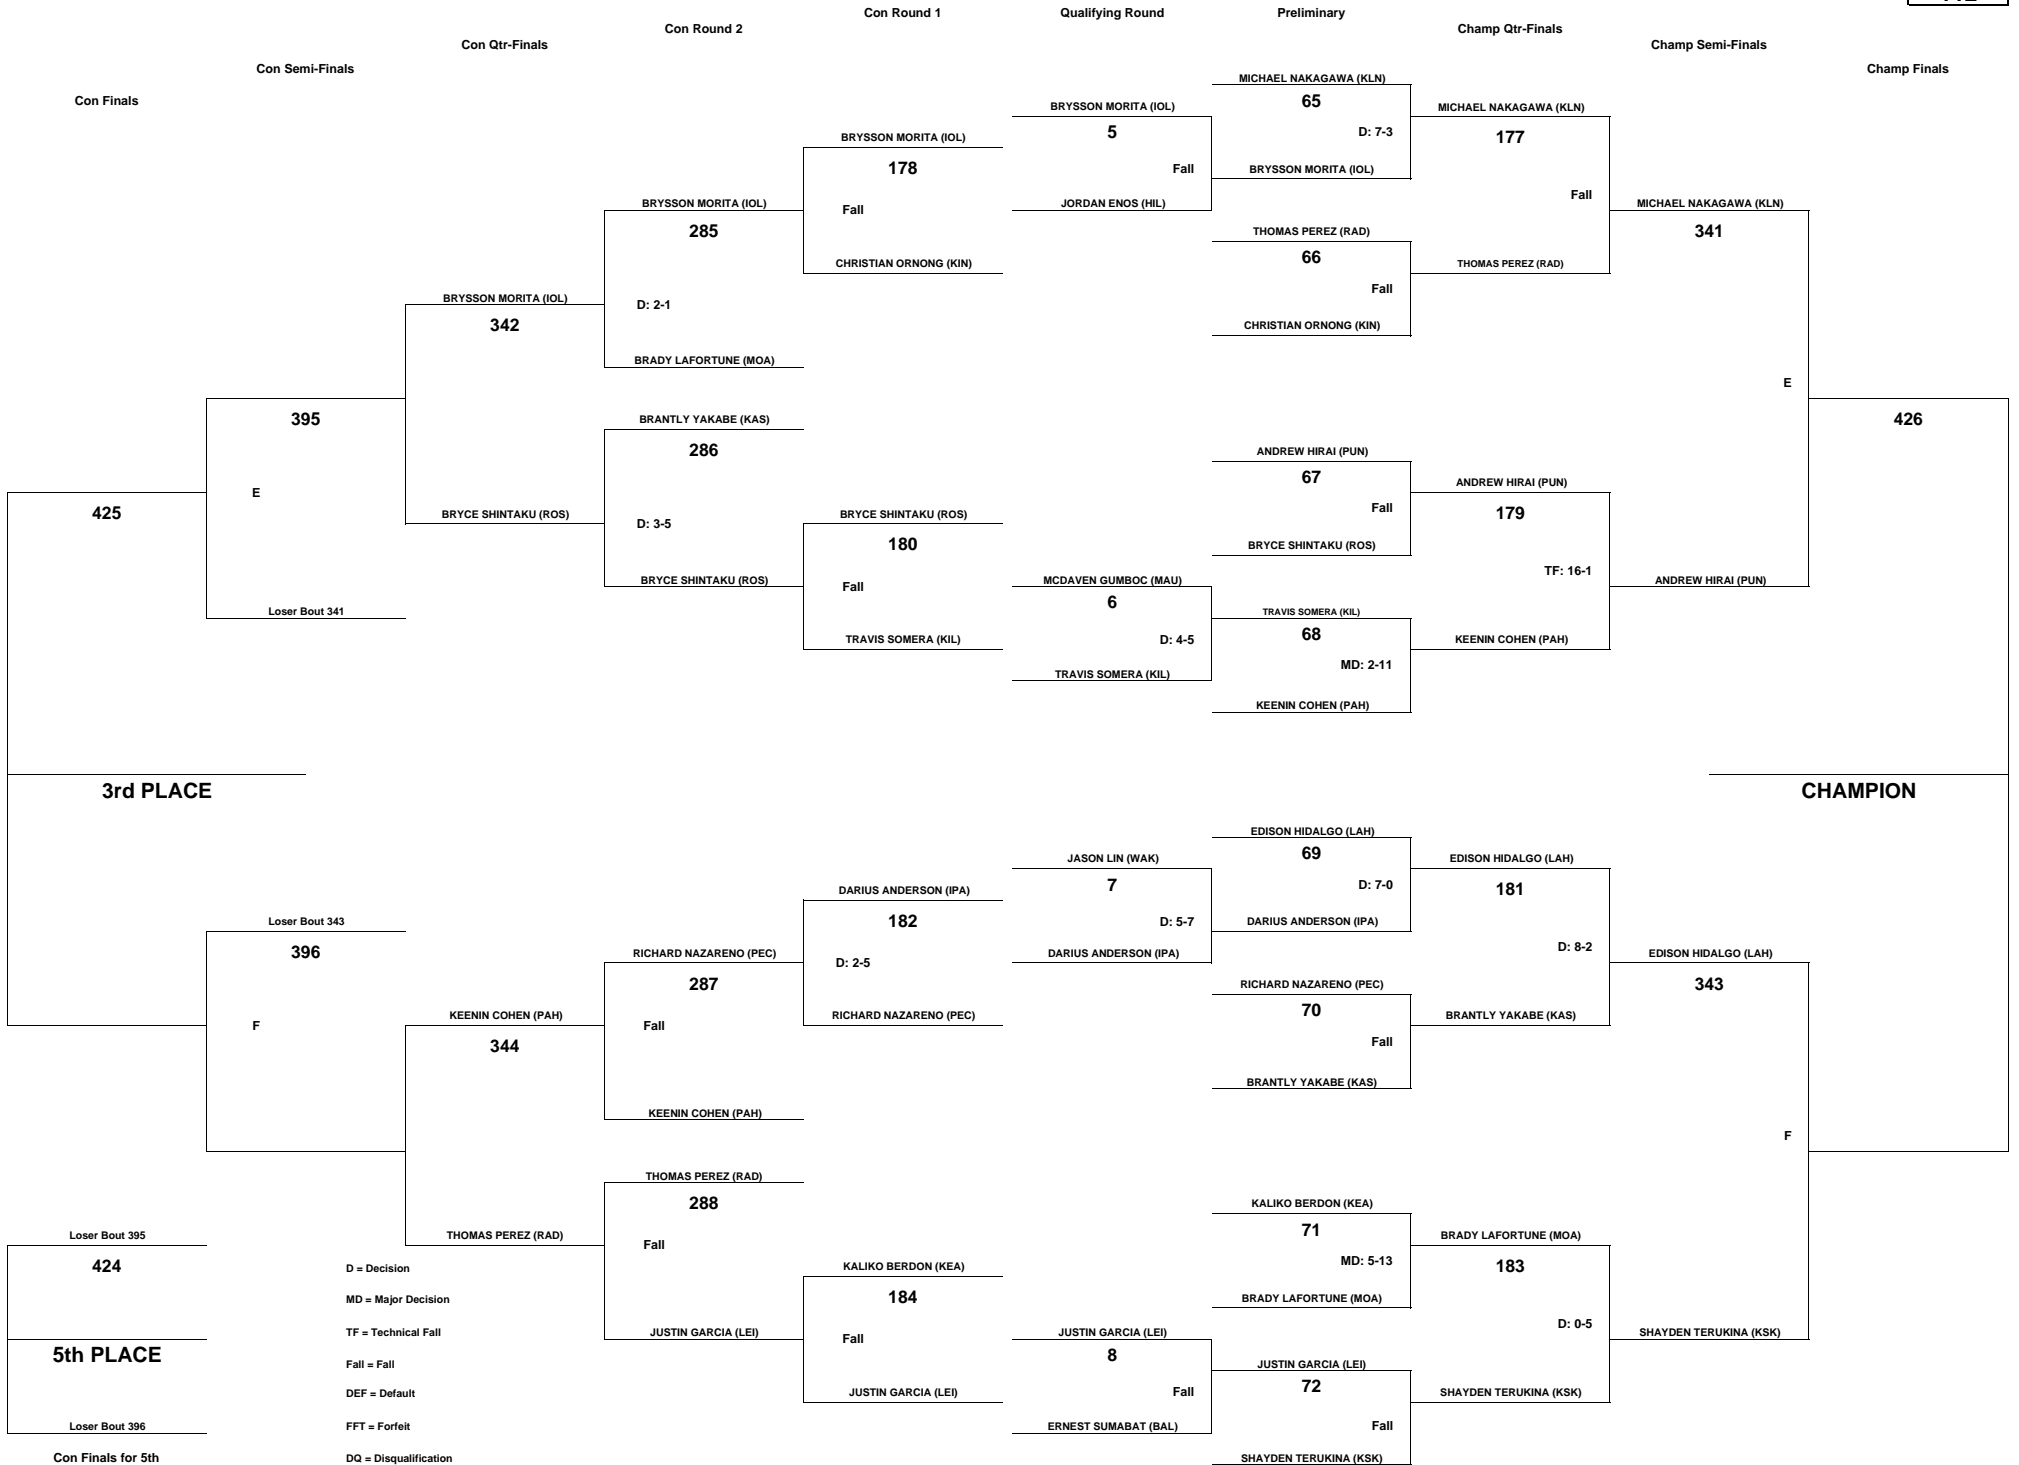 Con Round 1
Qualifying Round
Preliminary
Con Round 2
Champ Qtr-Finals
Con Qtr-Finals
Champ Semi-Finals
Con Semi-Finals
Champ Finals
Con Finals
MICHAEL NAKAGAWA (KLN)
65
D: 7-3
BRYSSON MORITA (IOL)
THOMAS PEREZ (RAD)
66
Fall
CHRISTIAN ORNONG (KIN)
ANDREW HIRAI (PUN)
67
Fall
BRYCE SHINTAKU (ROS)
TRAVIS SOMERA (KIL)
68
MD: 2-11
KEENIN COHEN (PAH)
BRYSSON MORITA (IOL)
5
Fall
JORDAN ENOS (HIL)
MCDAVEN GUMBOC (MAU)
6
D: 4-5
TRAVIS SOMERA (KIL)
MICHAEL NAKAGAWA (KLN)
177
Fall
THOMAS PEREZ (RAD)
ANDREW HIRAI (PUN)
179
TF: 16-1
KEENIN COHEN (PAH)
MICHAEL NAKAGAWA (KLN)
341
E
ANDREW HIRAI (PUN)
426
BRYSSON MORITA (IOL)
178
Fall
CHRISTIAN ORNONG (KIN)
BRYCE SHINTAKU (ROS)
180
Fall
TRAVIS SOMERA (KIL)
BRYSSON MORITA (IOL)
285
D: 2-1
BRADY LAFORTUNE (MOA)
BRANTLY YAKABE (KAS)
286
D: 3-5
BRYCE SHINTAKU (ROS)
BRYSSON MORITA (IOL)
342
BRYCE SHINTAKU (ROS)
395
E
Loser Bout 341
425
3rd PLACE
CHAMPION
EDISON HIDALGO (LAH)
69
D: 7-0
DARIUS ANDERSON (IPA)
RICHARD NAZARENO (PEC)
70
Fall
BRANTLY YAKABE (KAS)
KALIKO BERDON (KEA)
71
MD: 5-13
BRADY LAFORTUNE (MOA)
JUSTIN GARCIA (LEI)
72
Fall
SHAYDEN TERUKINA (KSK)
JASON LIN (WAK)
7
D: 5-7
DARIUS ANDERSON (IPA)
JUSTIN GARCIA (LEI)
8
Fall
ERNEST SUMABAT (BAL)
EDISON HIDALGO (LAH)
181
D: 8-2
BRANTLY YAKABE (KAS)
BRADY LAFORTUNE (MOA)
183
D: 0-5
SHAYDEN TERUKINA (KSK)
EDISON HIDALGO (LAH)
343
F
SHAYDEN TERUKINA (KSK)
DARIUS ANDERSON (IPA)
182
D: 2-5
RICHARD NAZARENO (PEC)
KALIKO BERDON (KEA)
184
Fall
JUSTIN GARCIA (LEI)
RICHARD NAZARENO (PEC)
287
Fall
KEENIN COHEN (PAH)
THOMAS PEREZ (RAD)
288
Fall
JUSTIN GARCIA (LEI)
KEENIN COHEN (PAH)
344
THOMAS PEREZ (RAD)
Loser Bout 343
396
F
Loser Bout 395
424
5th PLACE
Loser Bout 396
Con Finals for 5th
D = Decision
MD = Major Decision
TF = Technical Fall
Fall = Fall
DEF = Default
FFT = Forfeit
DQ = Disqualification